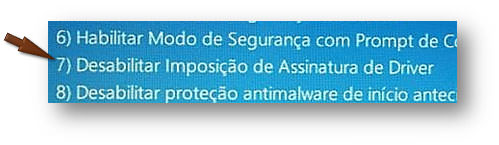 6) Habilitar Modo de Segurança com Prompt de
7) Desabilitar Imposição de Assinatura de Driver
8) Desabilitar proteção antimalware de início